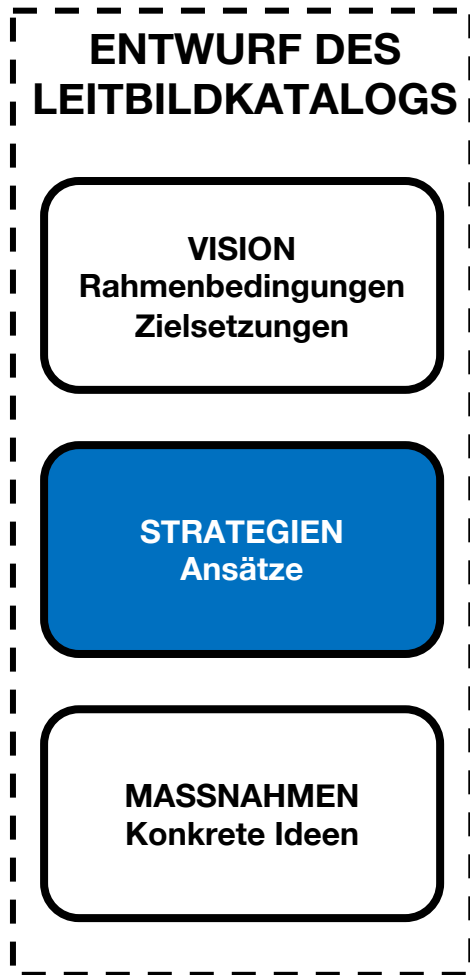 ENTWURF DES
LEITBILDKATALOGS
VISION
Rahmenbedingungen
Zielsetzungen
STRATEGIEN
Ansätze
MASSNAHMEN
Konkrete Ideen